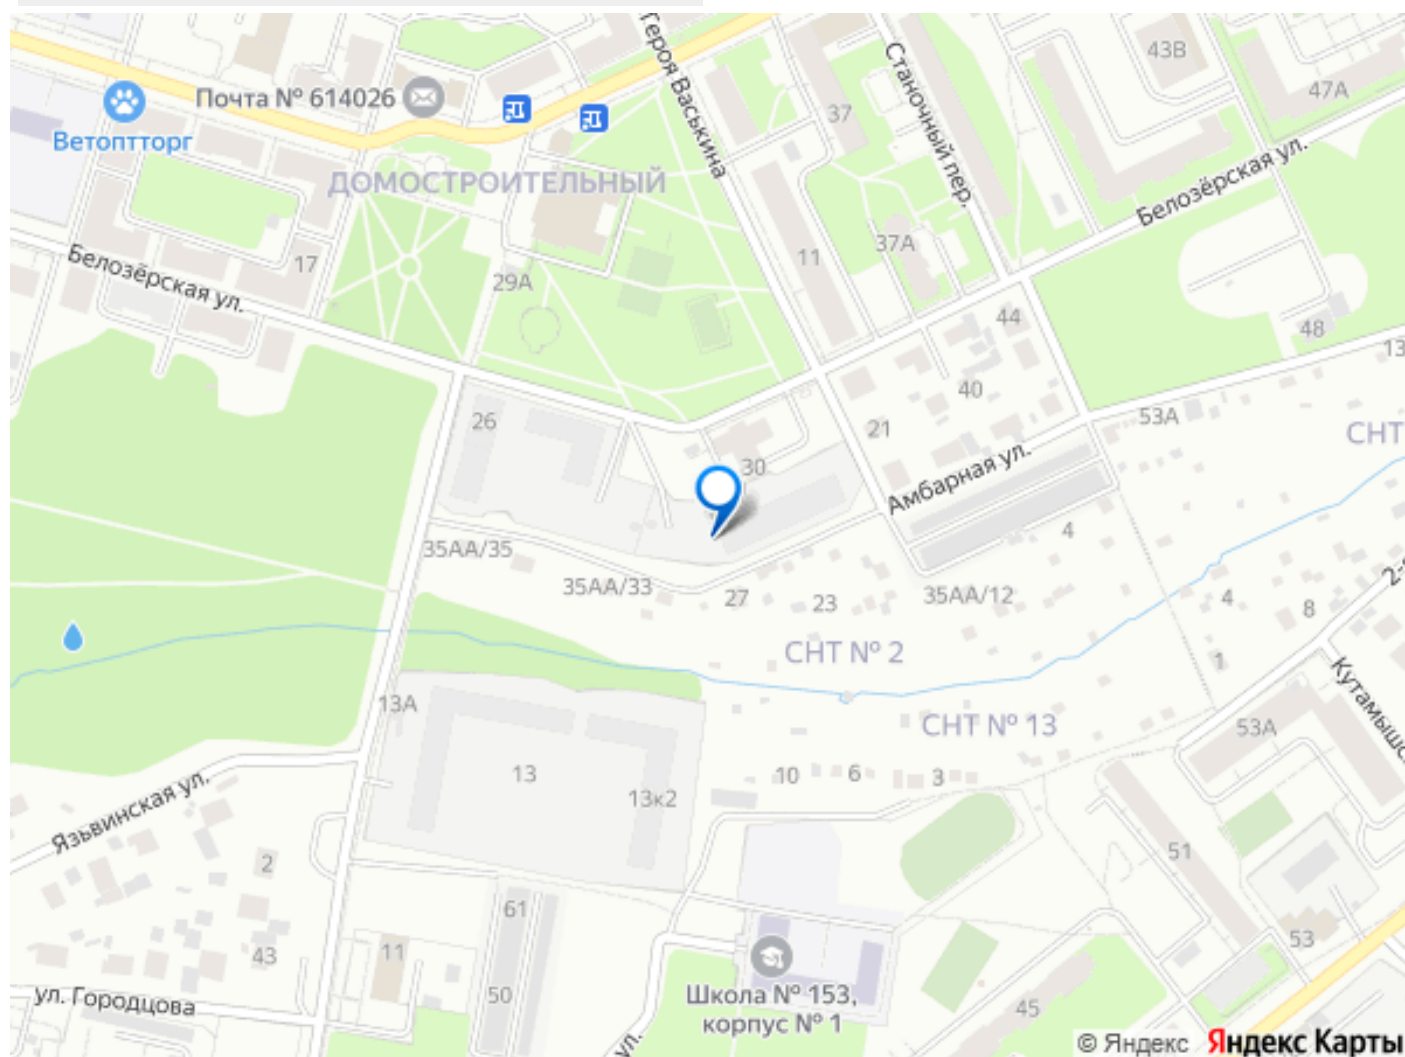 Героя Васькина
Станочный пер.
43В
47А
Почта № 614026
37
Ветоптторг
ДОМОСТРОИТЕЛЬНЫЙ
Белозёрская ул.
37А
11
17
29А
Белозёрская ул.
44
48
13
40
26
21
53А
СНТ
30
Амбарная ул.
4
35АА/35
35АА/33
27
23
35АА/12
4
8
СНТ № 2
1
13А
СНТ № 13
53А
13
10
6
3
13к2
Язьвинская ул.
2
51
61
43
11
53
ул. Городцова
50
Школа № 153,
корпус № 1
45
ул.
© Яндекс Яндекс Карты